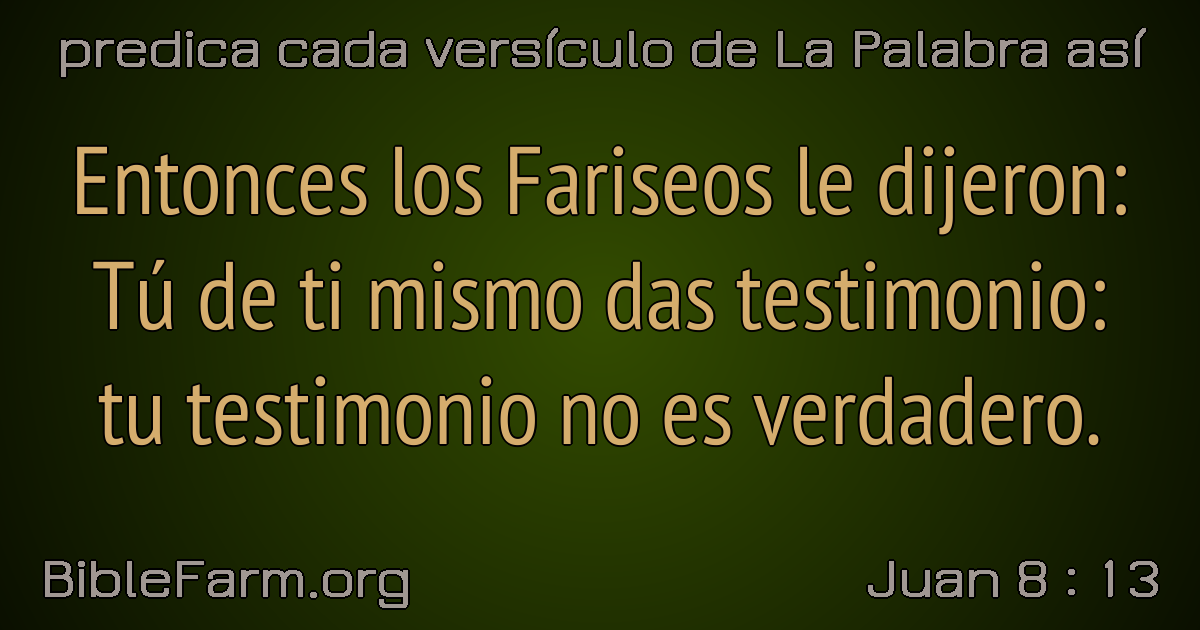 predica cada versículo de La Palabra así
Entonces los Fariseos le dijeron:
Tú de ti mismo das testimonio:
tu testimonio no es verdadero.
BibleFarm.org
Juan 8 : 13